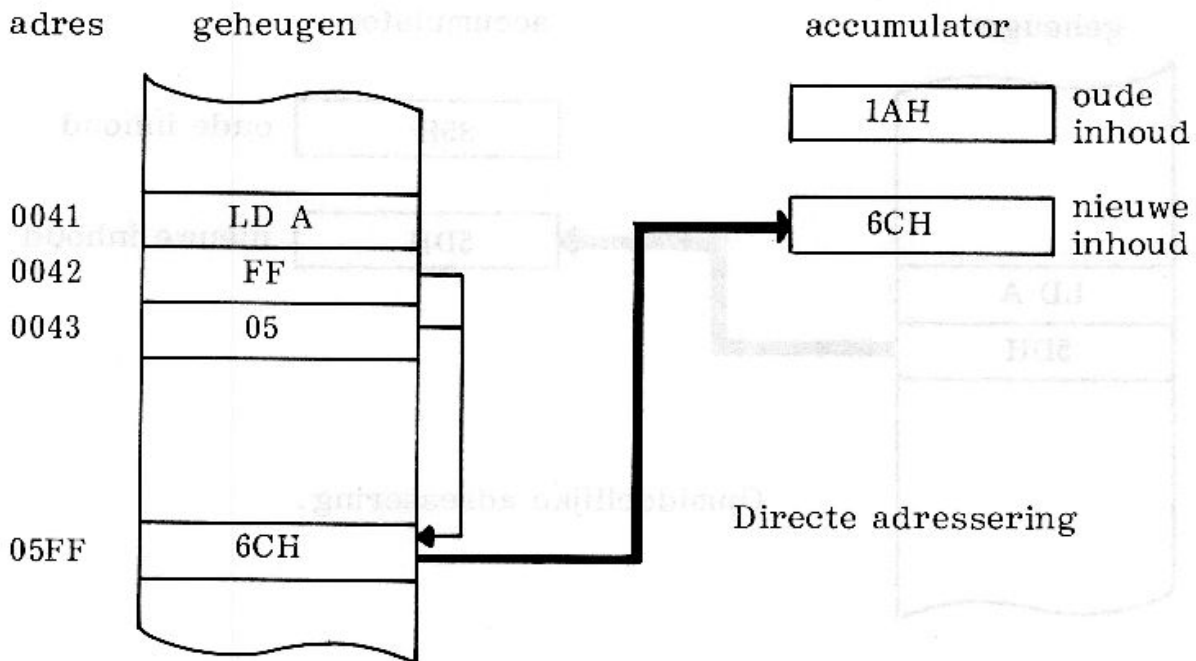 adres geheugen accumulator
1AH oude
inhoud
0041 LD A 6CH nieuwe
inhoud
0042 FF
0043 05
Directe adressering
05FF 6CH